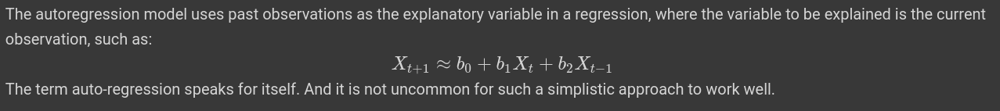 The autoregression model uses past observations as the explanatory variable in a regression, where the variable to be explained is the current
observation, such as:
X_{t+1} ≈ b_0 + b_1 X_t + b_2 X_{t−1}
The term auto-regression speaks for itself. And it is not uncommon for such a simplistic approach to work well.